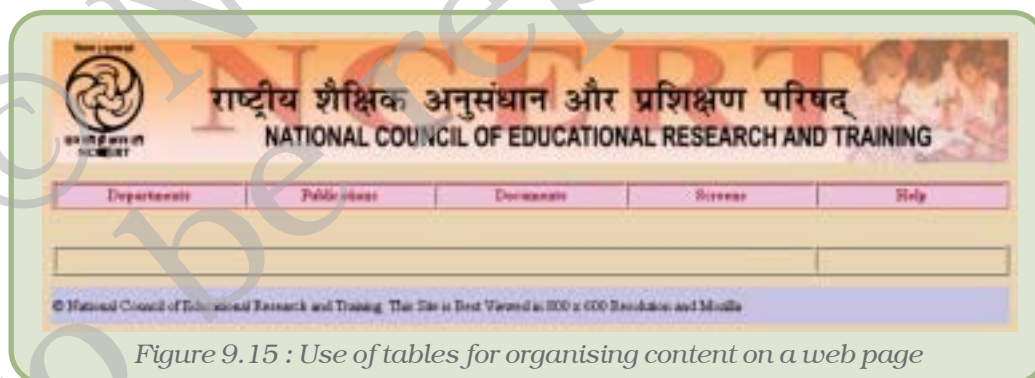 NCERT
राष्ट्रीय शैक्षिक अनुसंधान और प्रशिक्षण परिषद्
NATIONAL COUNCIL OF EDUCATIONAL RESEARCH AND TRAINING
NCERT
Departments Publications Documents Screens Help
© National Council of Educational Research and Training. This Site is Best Viewed in 800 x 600 Resolution and Mozilla
Figure 9.15 : Use of tables for organising content on a web page